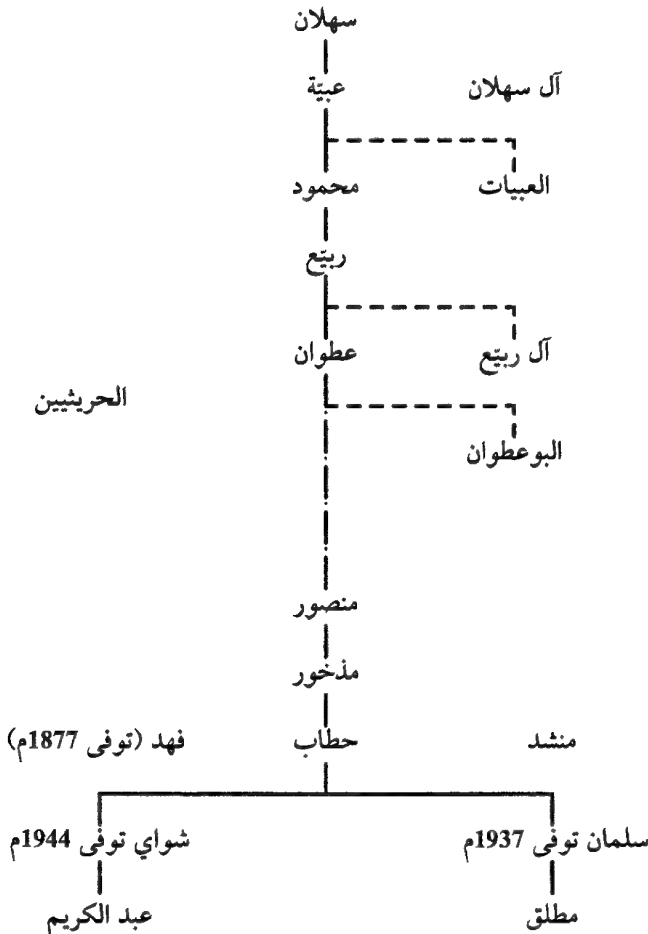 سهلان
آل سهلان عبيّة
العبيات محمود
ربيّع
آل ربيّع عطوان
الحريثيين
البوعطوان
منصور
مذخور
منشد حطاب فهد (توفى 1877م)
سلمان توفى 1937م شواي توفى 1944م
مطلق عبد الكريم